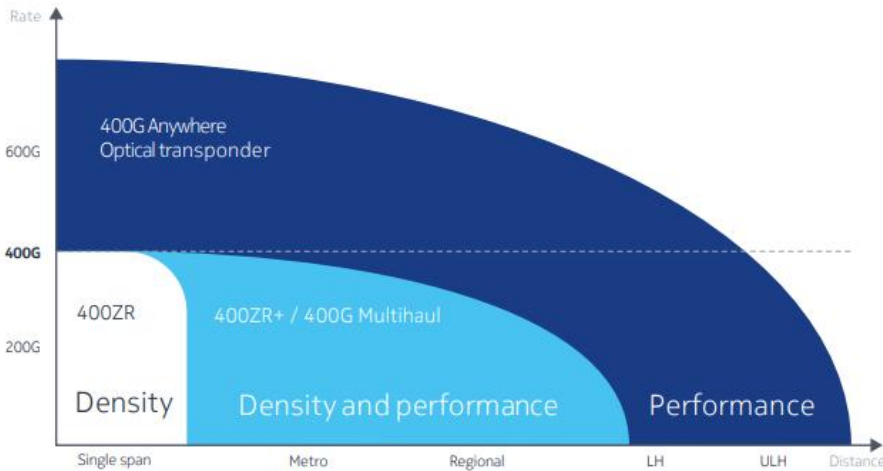 Rate
400G Anywhere
Optical transponder
600G
400G
400ZR
400ZR+ / 400G Multihaul
200G
Density
Density and performance
Performance
Single span
Metro
Regional
LH
ULH
Distance